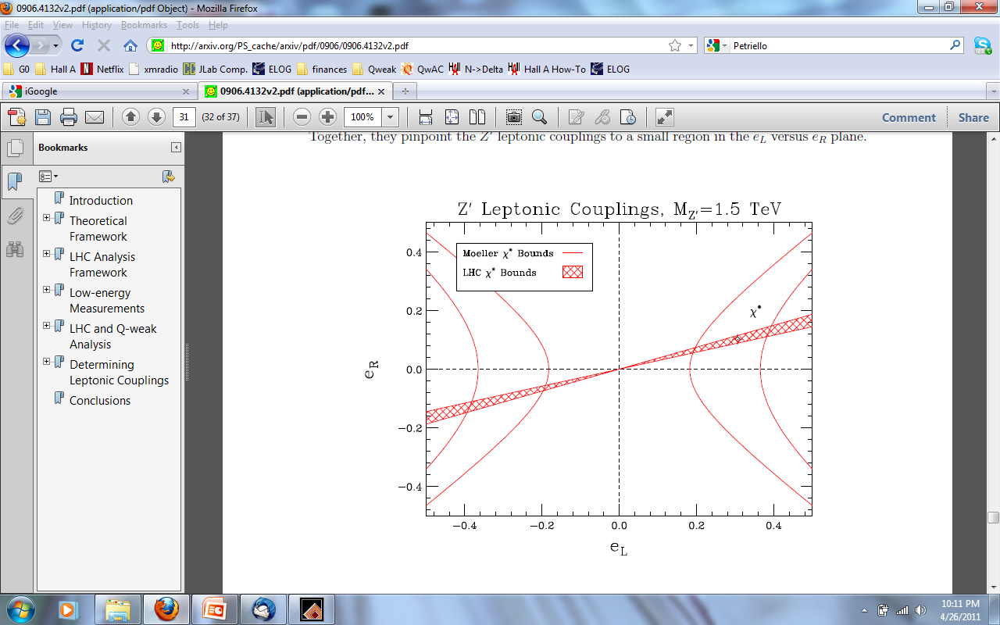 0906.4132v2.pdf (application/pdf Object) - Mozilla Firefox
File Edit View History Bookmarks Tools Help
http://arxiv.org/PS_cache/arxiv/pdf/0906/0906.4132v2.pdf
Petriello
G0 Hall A Netflix xmradio JLab Comp. ELOG finances Qweak QwAC N->Delta Hall A How-To ELOG
iGoogle
0906.4132v2.pdf (application/pdf...
31 (32 of 37) 100% Comment Share
Bookmarks
Introduction
Theoretical
Framework
LHC Analysis
Framework
Low-energy
Measurements
LHC and Q-weak
Analysis
Determining
Leptonic Couplings
Conclusions
Together, they pinpoint the Z′ leptonic couplings to a small region in the e_L versus e_R plane.
Z′ Leptonic Couplings, M_Z′=1.5 TeV
Moeller χ* Bounds
LHC χ* Bounds
χ*
0.4
0.2
0.0
−0.2
−0.4
e_R
−0.4 −0.2 0.0 0.2 0.4
e_L
10:11 PM
4/26/2011